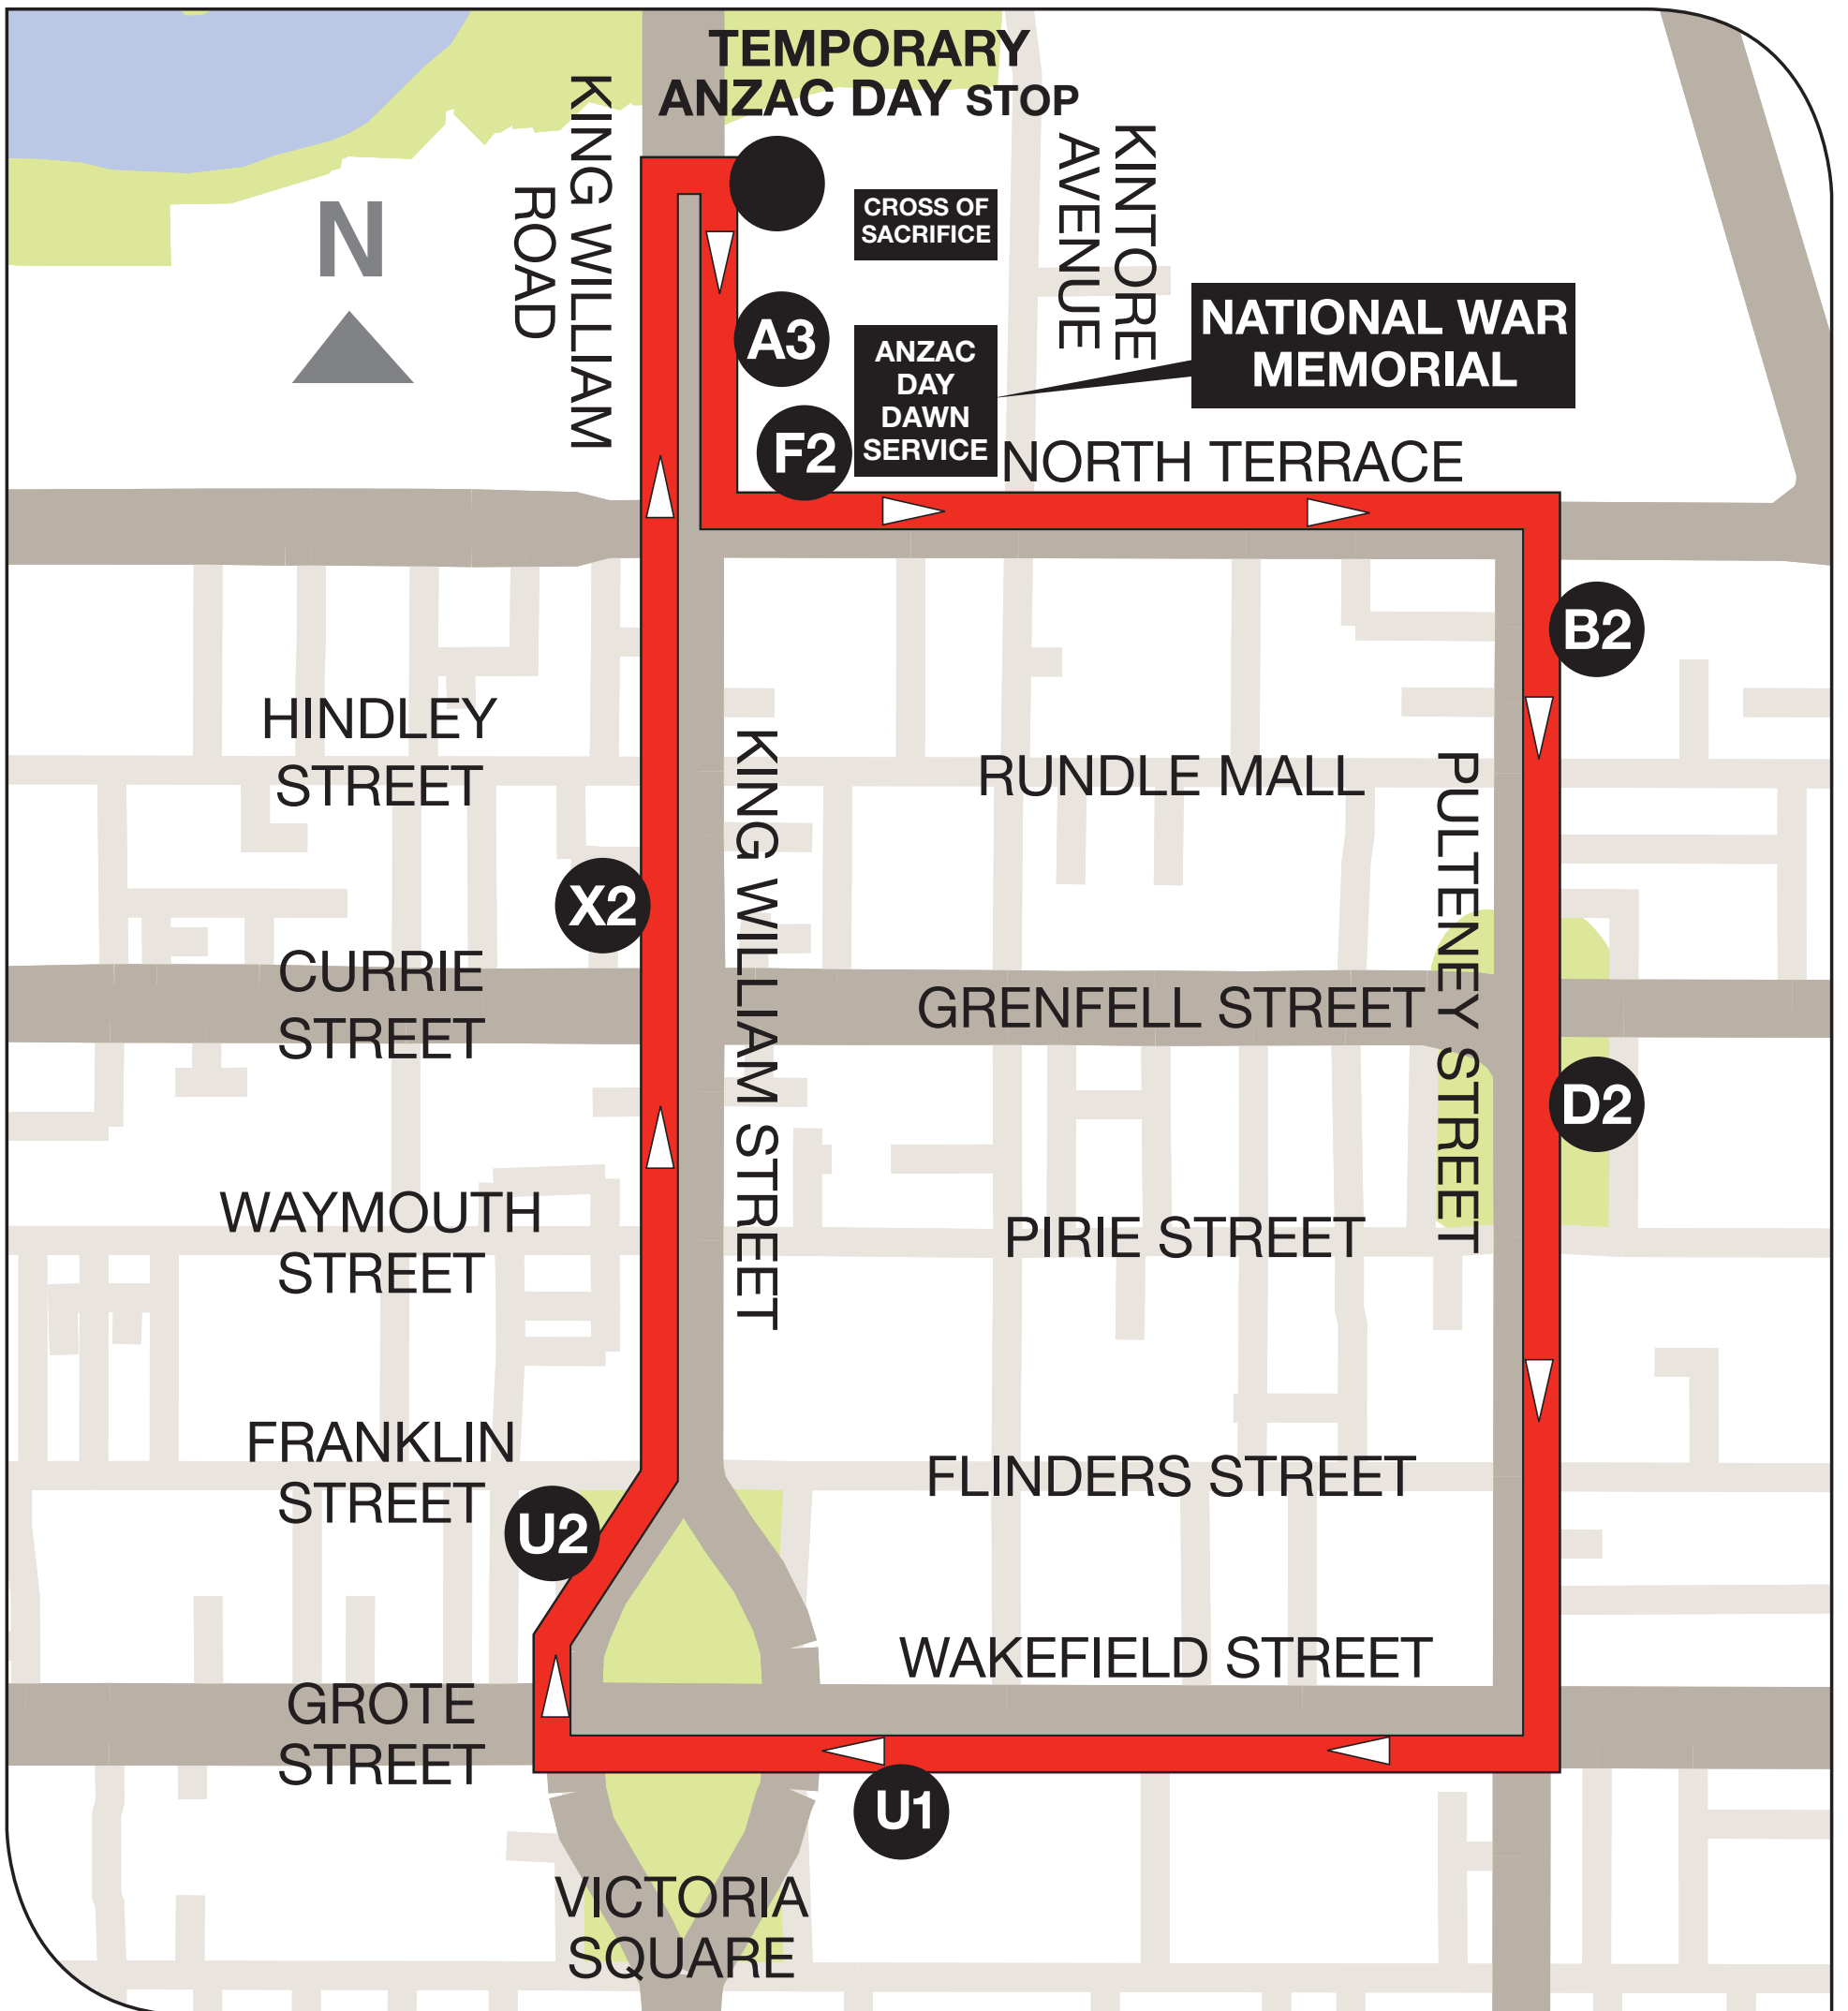 TEMPORARY
ANZAC DAY STOP
KING WILLIAM
ROAD
N
CROSS OF
SACRIFICE
KINTORE
AVENUE
NATIONAL WAR
MEMORIAL
A3
ANZAC
DAY
DAWN
SERVICE
F2
NORTH TERRACE
B2
HINDLEY
STREET
KING WILLIAM STREET
RUNDLE MALL
PULTENEY STREET
X2
CURRIE
STREET
GRENFELL STREET
D2
WAYMOUTH
STREET
PIRIE STREET
FRANKLIN
STREET
FLINDERS STREET
U2
WAKEFIELD STREET
GROTE
STREET
U1
VICTORIA
SQUARE